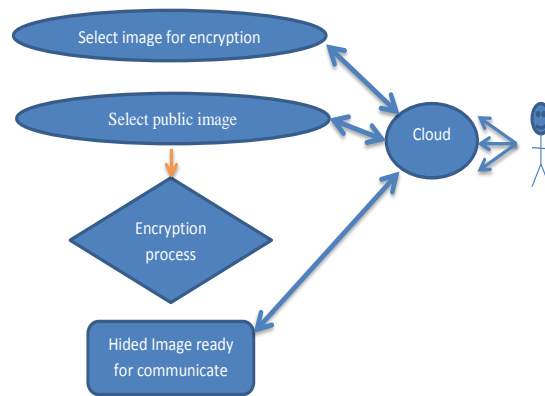 Select image for encryption
Select public image
Cloud
Encryption
process
Hided Image ready
for communicate